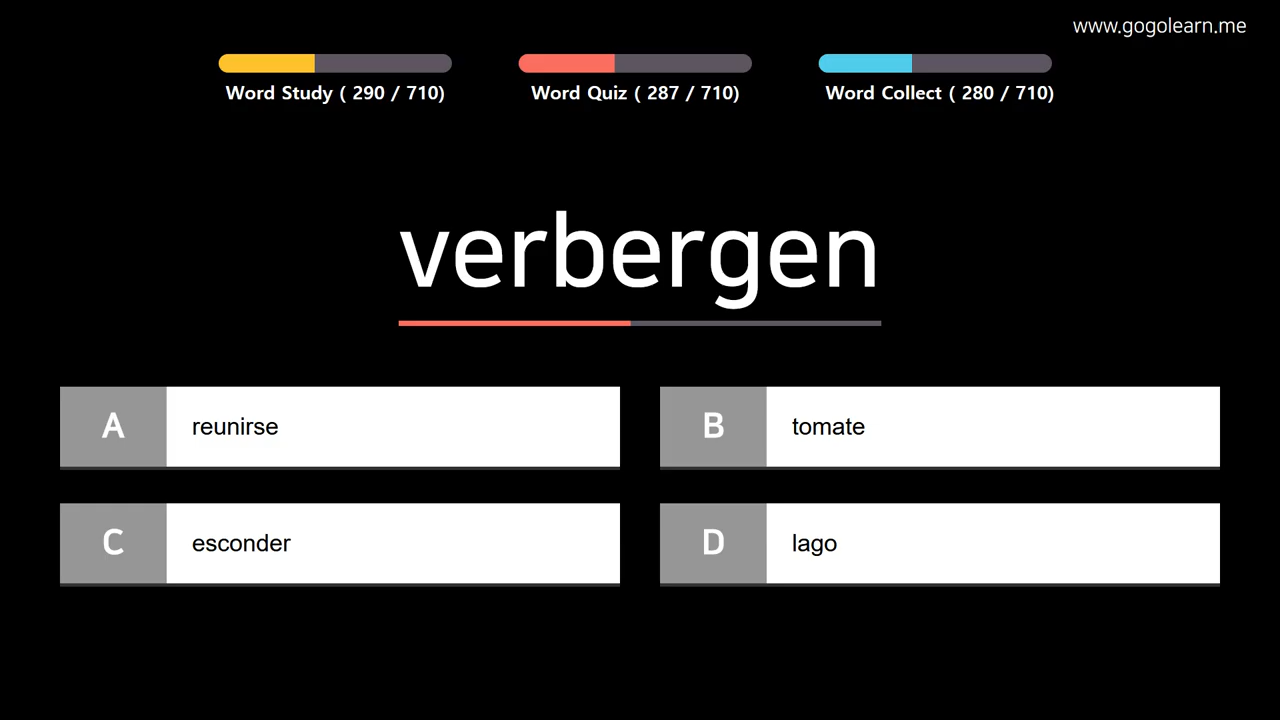 www.gogolearn.me
Word Study ( 290 / 710)
Word Quiz ( 287 / 710)
Word Collect ( 280 / 710)
verbergen
A
reunirse
B
tomate
C
esconder
D
lago